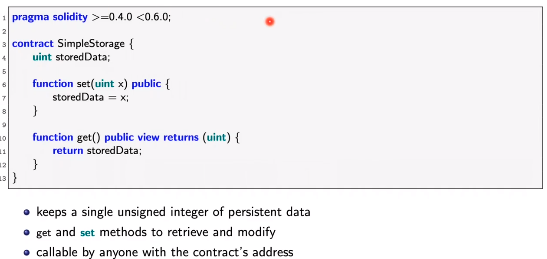 1 pragma solidity >=0.4.0 <0.6.0;
2
3 contract SimpleStorage {
4 uint storedData;
5
6 function set(uint x) public {
7 storedData = x;
8 }
9
10 function get() public view returns (uint) {
11 return storedData;
12 }
13 }
keeps a single unsigned integer of persistent data
get and set methods to retrieve and modify
callable by anyone with the contract's address